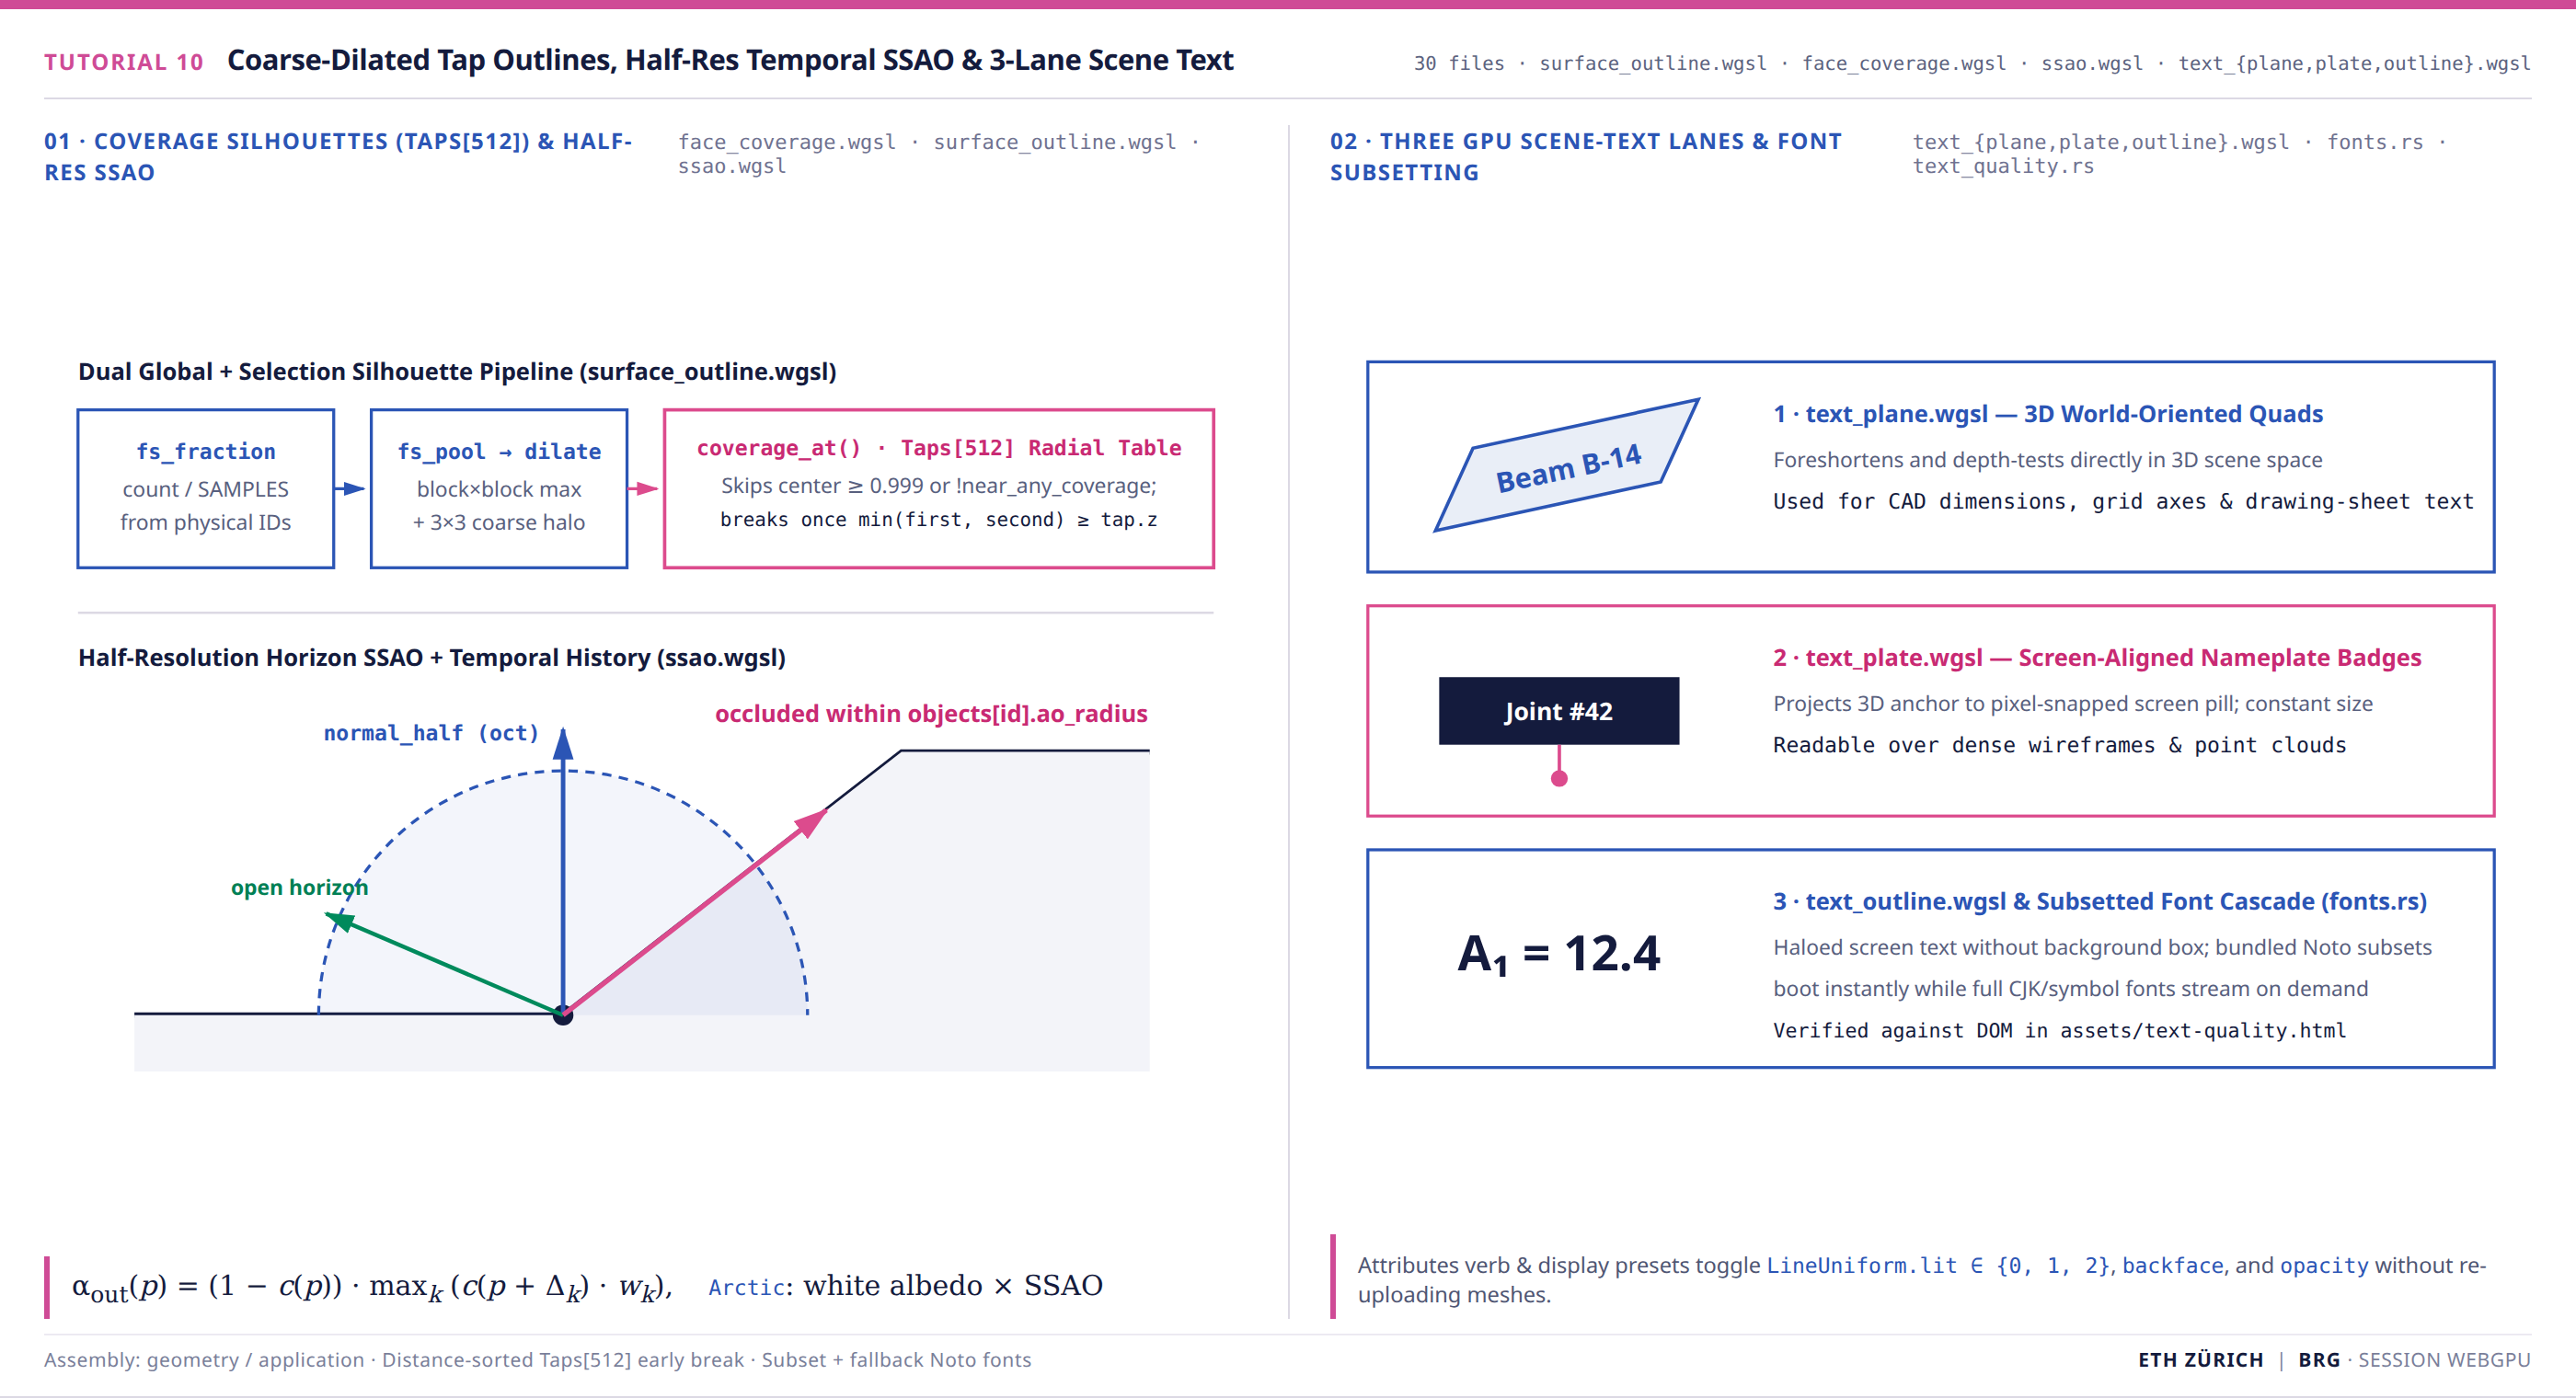 TUTORIAL 10 Coarse-Dilated Tap Outlines, Half-Res Temporal SSAO & 3-Lane Scene Text
30 files · surface_outline.wgsl · face_coverage.wgsl · ssao.wgsl · text_{plane,plate,outline}.wgsl
01 · COVERAGE SILHOUETTES (TAPS[512]) & HALF-
RES SSAO
face_coverage.wgsl · surface_outline.wgsl ·
ssao.wgsl
Dual Global + Selection Silhouette Pipeline (surface_outline.wgsl)
fs_fraction
count / SAMPLES
from physical IDs
fs_pool → dilate
block×block max
+ 3×3 coarse halo
coverage_at() · Taps[512] Radial Table
Skips center ≥ 0.999 or !near_any_coverage;
breaks once min(first, second) ≥ tap.z
Half-Resolution Horizon SSAO + Temporal History (ssao.wgsl)
occluded within objects[id].ao_radius
normal_half (oct)
open horizon
α_out(p) = (1 − c(p)) · max_k (c(p + Δ_k) · w_k), Arctic: white albedo × SSAO
02 · THREE GPU SCENE-TEXT LANES & FONT
SUBSETTING
text_{plane,plate,outline}.wgsl · fonts.rs ·
text_quality.rs
Beam B-14
1 · text_plane.wgsl — 3D World-Oriented Quads
Foreshortens and depth-tests directly in 3D scene space
Used for CAD dimensions, grid axes & drawing-sheet text
Joint #42
2 · text_plate.wgsl — Screen-Aligned Nameplate Badges
Projects 3D anchor to pixel-snapped screen pill; constant size
Readable over dense wireframes & point clouds
A₁ = 12.4
3 · text_outline.wgsl & Subsetted Font Cascade (fonts.rs)
Haloed screen text without background box; bundled Noto subsets
boot instantly while full CJK/symbol fonts stream on demand
Verified against DOM in assets/text-quality.html
Attributes verb & display presets toggle LineUniform.lit ∈ {0, 1, 2}, backface, and opacity without re-
uploading meshes.
Assembly: geometry / application · Distance-sorted Taps[512] early break · Subset + fallback Noto fonts
ETH ZÜRICH | BRG · SESSION WEBGPU